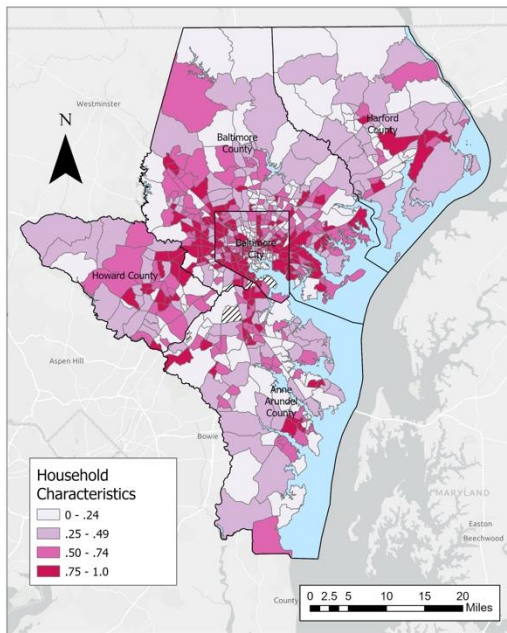 Westminster
N
Harford
County
Baltimore
County
Baltimore
City
Howard County
Aspen Hill
Anne
Arundel
County
Bowie
Household
Characteristics
0 - .24
.25 - .49
.50 - .74
.75 - 1.0
MARYLAND
Easton
Beechwood
County
0 2.5 5 10 15 20
Miles